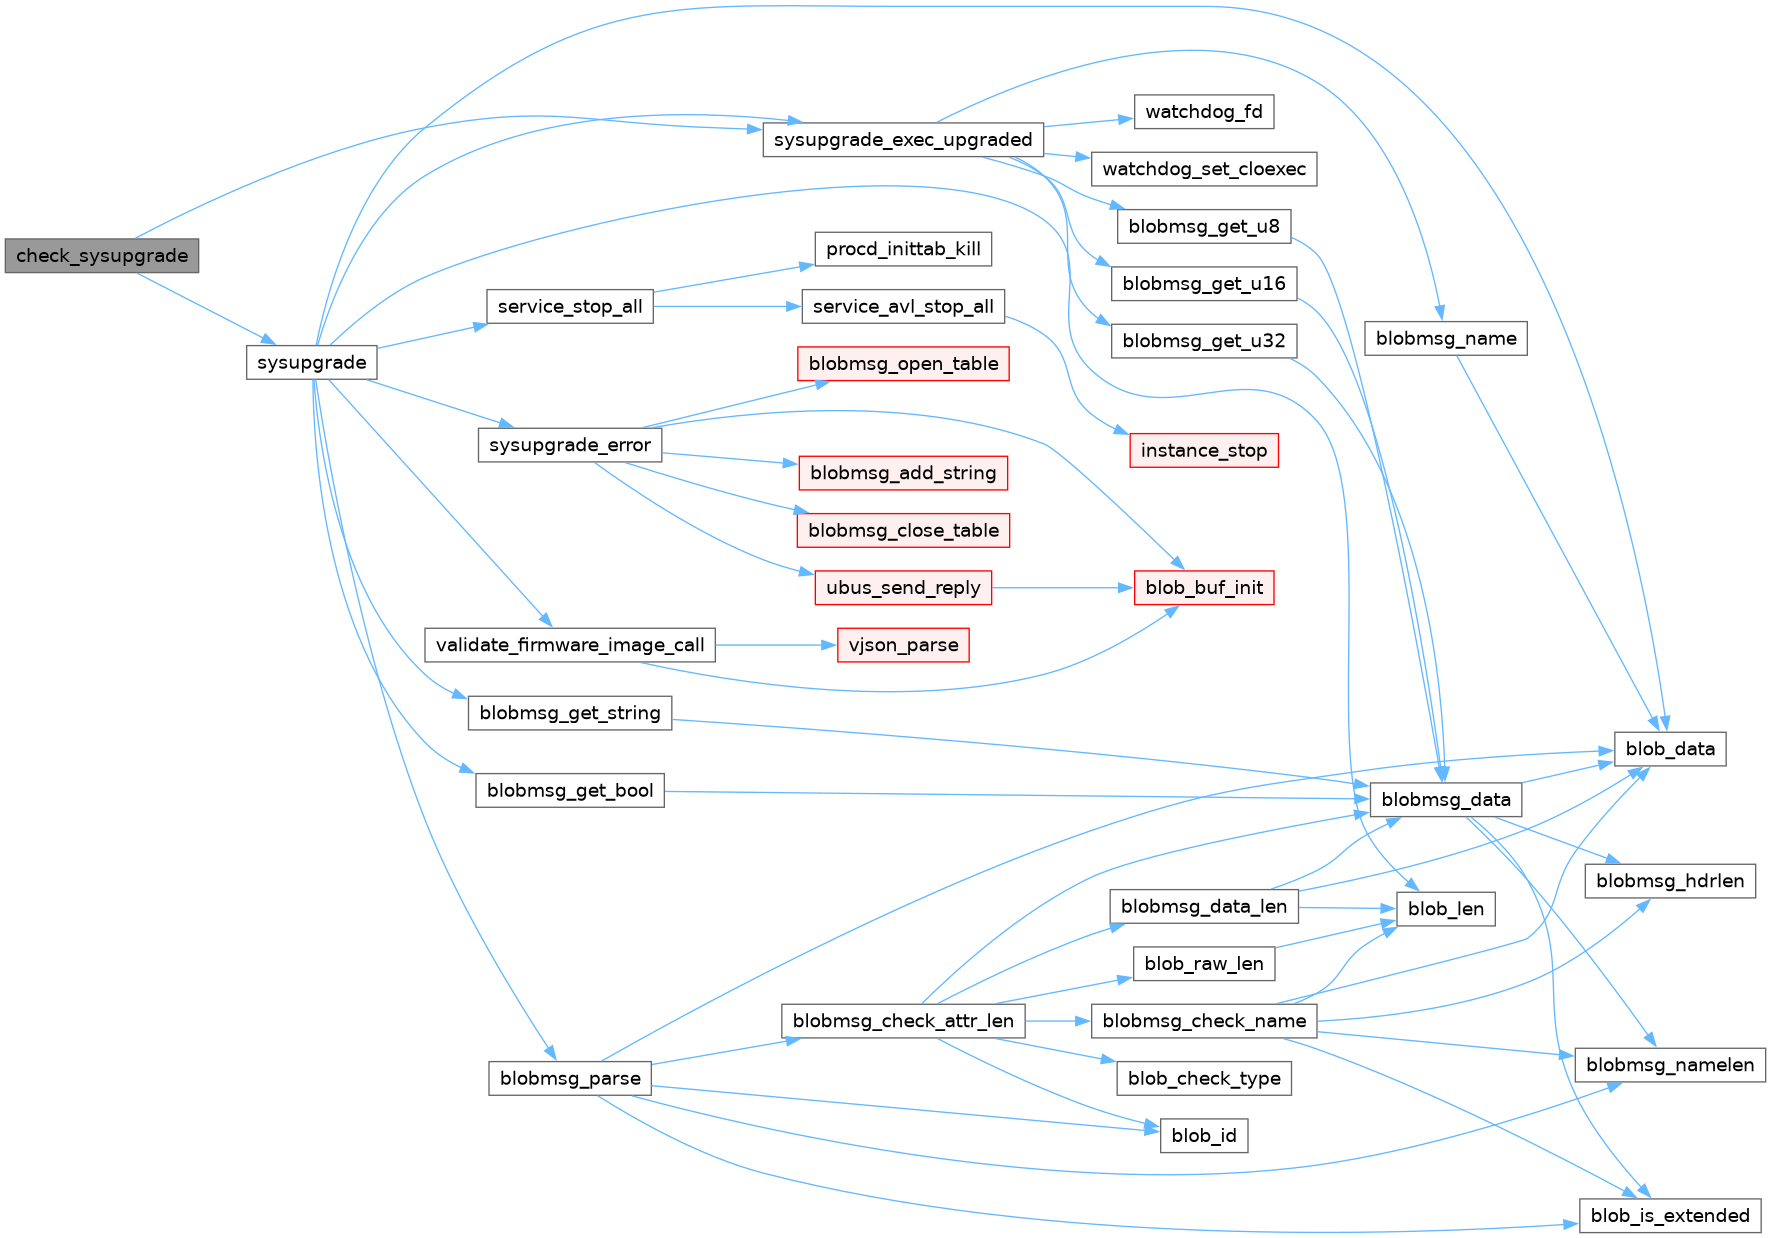 check_sysupgrade
sysupgrade
sysupgrade_exec_upgraded
watchdog_fd
watchdog_set_cloexec
blobmsg_get_u8
blobmsg_get_u16
blobmsg_get_u32
blobmsg_name
service_stop_all
procd_inittab_kill
service_avl_stop_all
instance_stop
sysupgrade_error
blobmsg_open_table
blobmsg_add_string
blobmsg_close_table
ubus_send_reply
blob_buf_init
validate_firmware_image_call
vjson_parse
blobmsg_get_string
blobmsg_get_bool
blobmsg_data
blob_data
blobmsg_hdrlen
blobmsg_data_len
blob_len
blob_raw_len
blobmsg_check_attr_len
blobmsg_check_name
blobmsg_parse
blob_check_type
blobmsg_namelen
blob_id
blob_is_extended